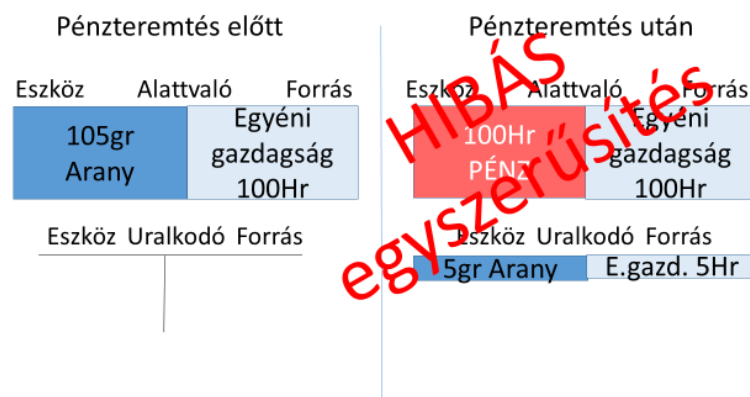 Pénzteremtés előtt
Eszköz Alattvaló Forrás
105gr
Arany
Egyéni
gazdagság
100Hr
Eszköz Uralkodó Forrás
Pénzteremtés után
Eszköz Alattvaló Forrás
100Hr
PÉNZ
Egyéni
gazdagság
100Hr
Eszköz Uralkodó Forrás
5gr Arany
E.gazd. 5Hr
HIBÁS
egyszerűsítés